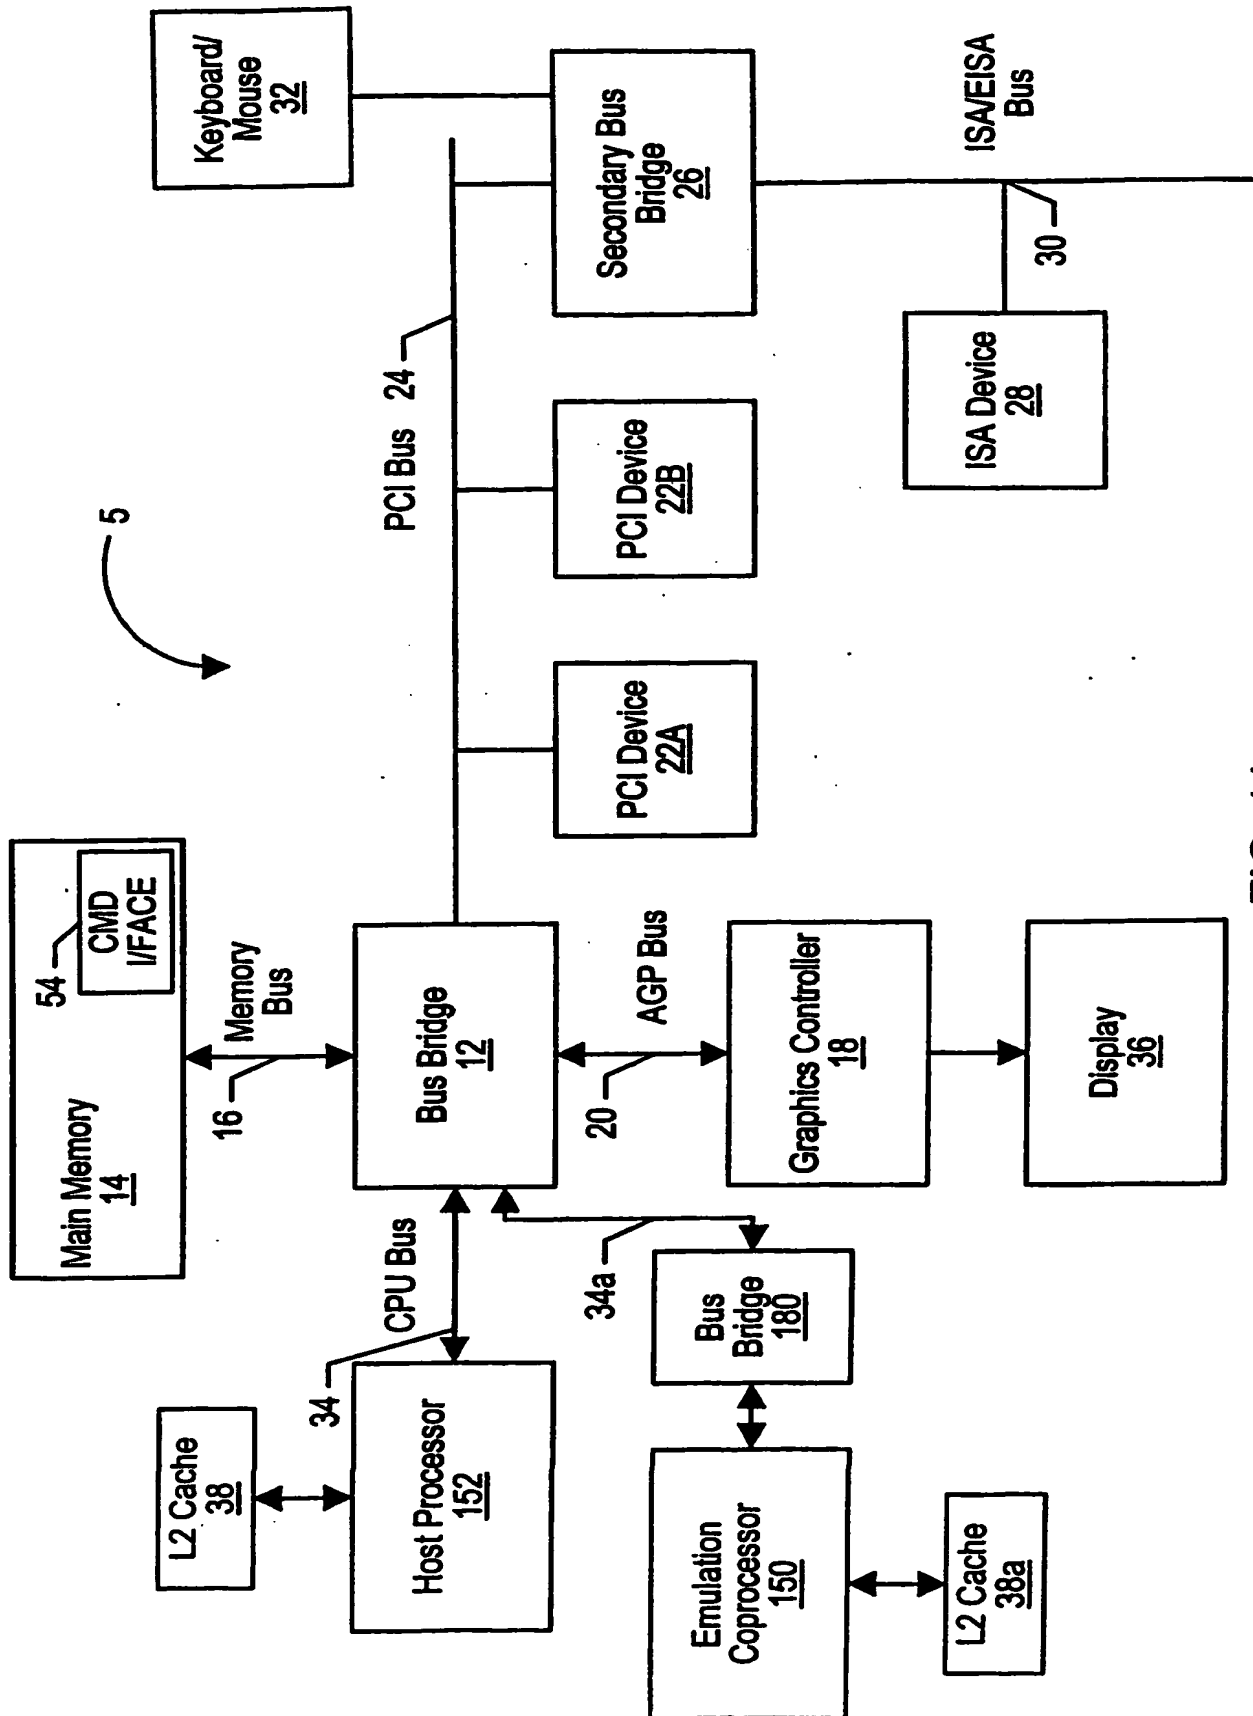 Main Memory
14
54
CMD
I/FACE
5
Keyboard/
Mouse
32
L2 Cache
38
16
Memory
Bus
34
CPU Bus
PCI Bus
24
Host Processor
152
Bus Bridge
12
34a
20
AGP Bus
PCI Device
22A
PCI Device
22B
Secondary Bus
Bridge
26
Bus
Bridge
180
Emulation
Coprocessor
150
Graphics Controller
18
L2 Cache
38a
Display
36
ISA Device
28
30
ISA/EISA
Bus